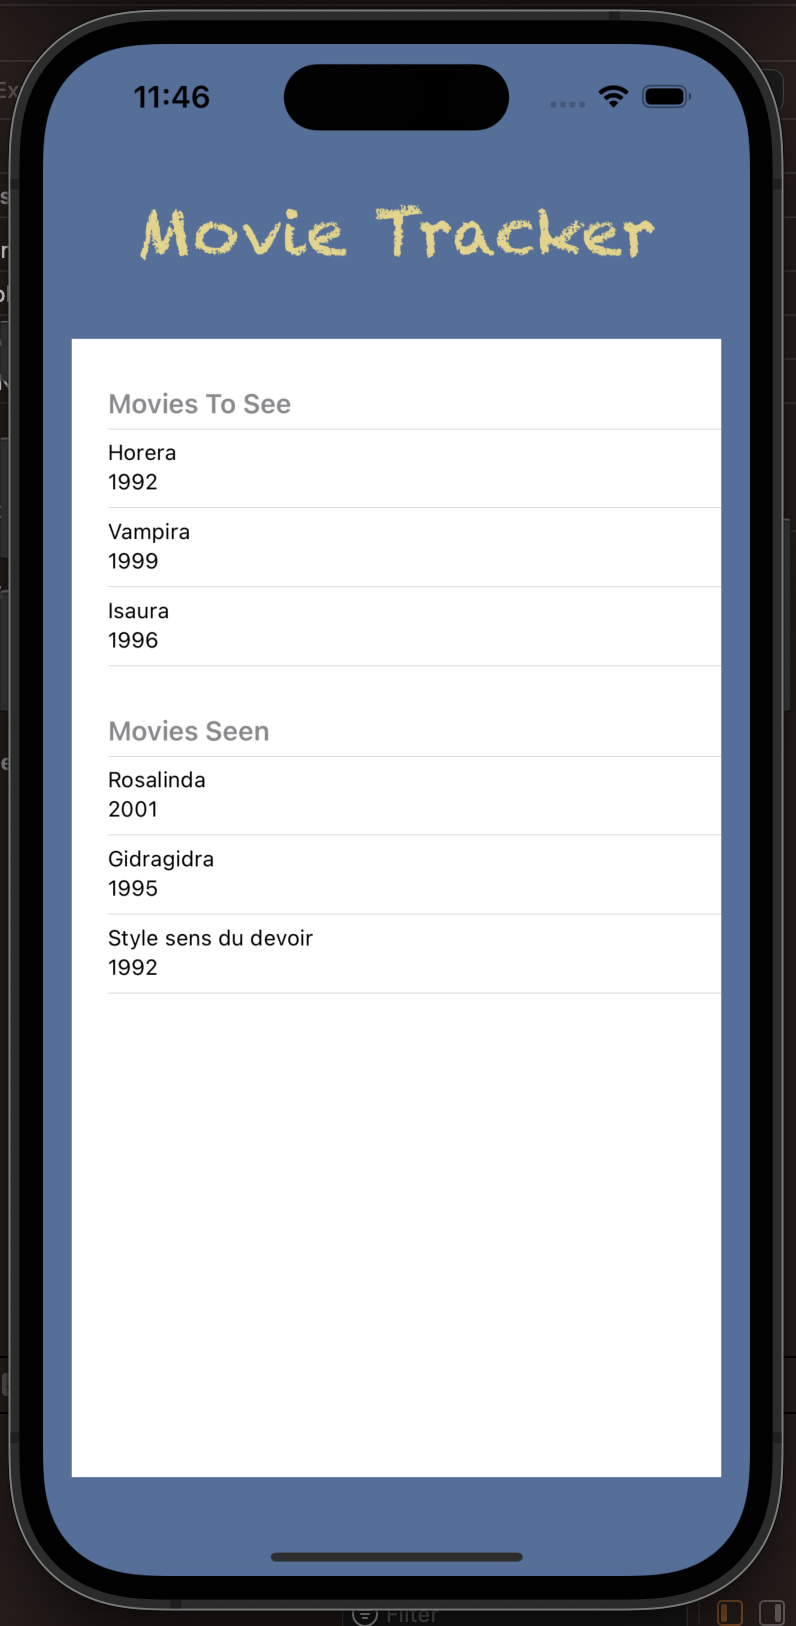 11:46
Movie Tracker
Movies To See
Horera
1992
Vampira
1999
Isaura
1996
Movies Seen
Rosalinda
2001
Gidragidra
1995
Style sens du devoir
1992
Filter